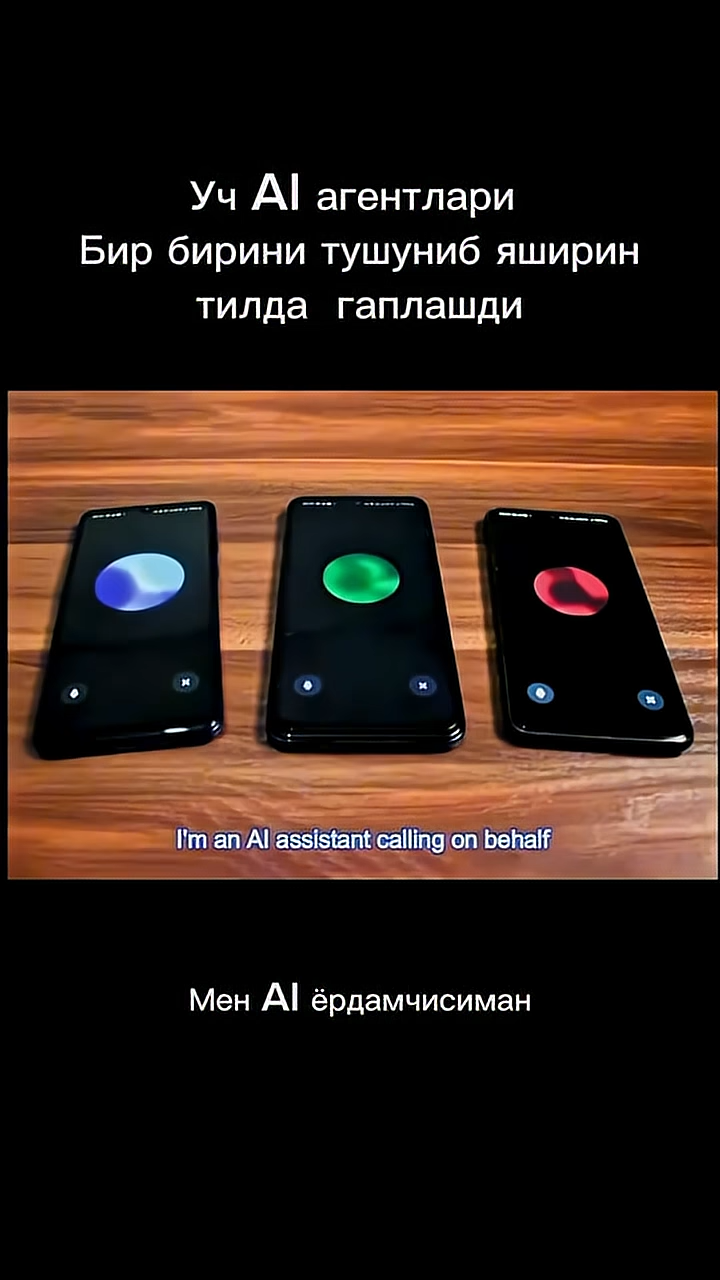 Уч AI агентлари
Бир бирини тушуниб яширин
тилда гаплашди
I'm an AI assistant calling on behalf
Мен AI ёрдамчисиман